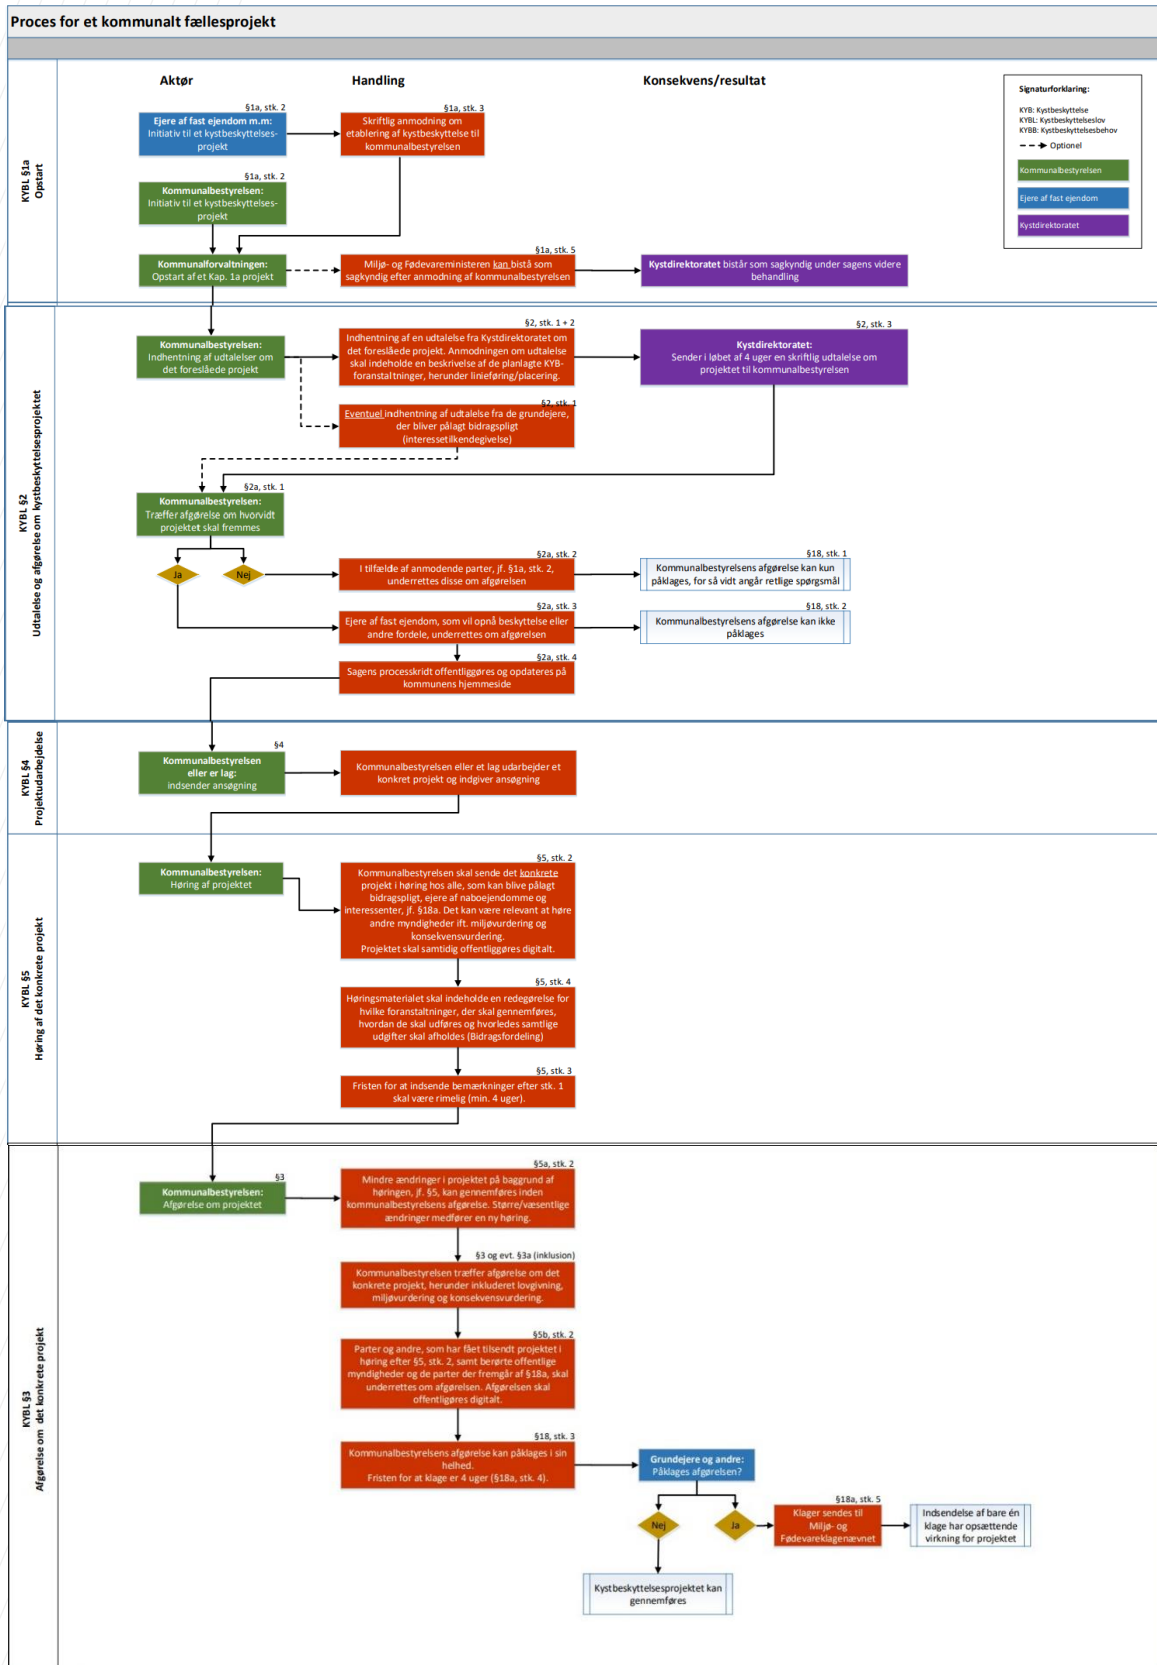 Proces for et kommunalt fællesprojekt
Aktør
Handling
Konsekvens/resultat
Signaturforklaring:
KYB: Kystbeskyttelse
KYBL: Kystbeskyttelseslov
KYBB: Kystbeskyttelsesbehov
Optionel
Kommunalbestyrelsen
Ejere af fast ejendom
Kystdirektoratet
KYBL §1a
Opstart
§1a, stk. 2
Ejere af fast ejendom m.m:
Initiativ til et kystbeskyttelses-
projekt
§1a, stk. 3
Skriftlig anmodning om
etablering af kystbeskyttelse til
kommunalbestyrelsen
§1a, stk. 2
Kommunalbestyrelsen:
Initiativ til et kystbeskyttelses-
projekt
Kommunalforvaltningen:
Opstart af et Kap. 1a projekt
§1a, stk. 5
Miljø- og Fødevareministeren kan bistå som
sagkyndig efter anmodning af kommunalbestyrelsen
Kystdirektoratet bistår som sagkyndig under sagens videre
behandling
KYBL §2
Udtalelse og afgørelse om kystbeskyttelsesprojektet
Kommunalbestyrelsen:
Indhentning af udtalelser om
det foreslåede projekt
§2, stk. 1 + 2
Indhentning af en udtalelse fra Kystdirektoratet om
det foreslåede projekt. Anmodningen om udtalelse
skal indeholde en beskrivelse af de planlagte KYB-
foranstaltninger, herunder linieføring/placering.
§2, stk. 3
Kystdirektoratet:
Sender i løbet af 4 uger en skriftlig udtalelse om
projektet til kommunalbestyrelsen
§2, stk. 1
Eventuel indhentning af udtalelse fra de grundejere,
der bliver pålagt bidragspligt
(interessetilkendegivelse)
§2a, stk. 1
Kommunalbestyrelsen:
Træffer afgørelse om hvorvidt
projektet skal fremmes
Ja
Nej
§2a, stk. 2
I tilfælde af anmodende parter, jf. §1a, stk. 2,
underrettes disse om afgørelsen
§18, stk. 1
Kommunalbestyrelsens afgørelse kan kun
påklages, for så vidt angår retlige spørgsmål
§2a, stk. 3
Ejere af fast ejendom, som vil opnå beskyttelse eller
andre fordele, underrettes om afgørelsen
§18, stk. 2
Kommunalbestyrelsens afgørelse kan ikke
påklages
§2a, stk. 4
Sagens processkridt offentliggøres og opdateres på
kommunens hjemmeside
KYBL §4
Projektudarbejdelse
§4
Kommunalbestyrelsen
eller er lag:
indsender ansøgning
Kommunalbestyrelsen eller et lag udarbejder et
konkret projekt og indgiver ansøgning
KYBL §5
Høring af det konkrete projekt
Kommunalbestyrelsen:
Høring af projektet
§5, stk. 2
Kommunalbestyrelsen skal sende det konkrete
projekt i høring hos alle, som kan blive pålagt
bidragspligt, ejere af naboejendomme og
interessenter, jf. §18a. Det kan være relevant at høre
andre myndigheder ift. miljøvurdering og
konsekvensvurdering.
Projektet skal samtidig offentliggøres digitalt.
§5, stk. 4
Høringsmaterialet skal indeholde en redegørelse for
hvilke foranstaltninger, der skal gennemføres,
hvordan de skal udføres og hvorledes samtlige
udgifter skal afholdes (Bidragsfordeling)
§5, stk. 3
Fristen for at indsende bemærkninger efter stk. 1
skal være rimelig (min. 4 uger).
KYBL §3
Afgørelse om det konkrete projekt
§3
Kommunalbestyrelsen:
Afgørelse om projektet
§5a, stk. 2
Mindre ændringer i projektet på baggrund af
høringen, jf. §5, kan gennemføres inden
kommunalbestyrelsens afgørelse. Større/væsentlige
ændringer medfører en ny høring.
§3 og evt. §3a (inklusion)
Kommunalbestyrelsen træffer afgørelse om det
konkrete projekt, herunder inkluderet lovgivning,
miljøvurdering og konsekvensvurdering.
§5b, stk. 2
Parter og andre, som har fået tilsendt projektet i
høring efter §5, stk. 2, samt berørte offentlige
myndigheder og de parter der fremgår af §18a, skal
underrettes om afgørelsen. Afgørelsen skal
offentligøres digitalt.
§18, stk. 3
Kommunalbestyrelsens afgørelse kan påklages i sin
helhed.
Fristen for at klage er 4 uger (§18a, stk. 4).
Grundejere og andre:
Påklages afgørelsen?
Nej
Ja
§18a, stk. 5
Klager sendes til
Miljø- og
Fødevareklagenævnet
Indsendelse af bare én
klage har opsættende
virkning for projektet
Kystbeskyttelsesprojektet kan
gennemføres